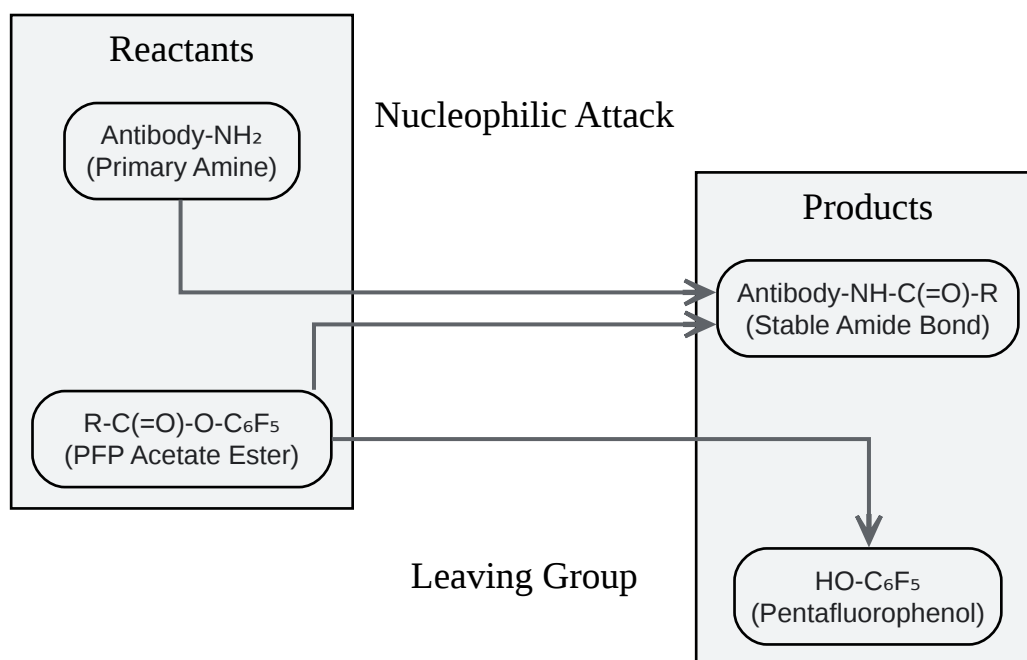 Reactants
Antibody-NH₂
(Primary Amine)
Nucleophilic Attack
R-C(=O)-O-C₆F₅
(PFP Acetate Ester)
Products
Antibody-NH-C(=O)-R
(Stable Amide Bond)
Leaving Group
HO-C₆F₅
(Pentafluorophenol)